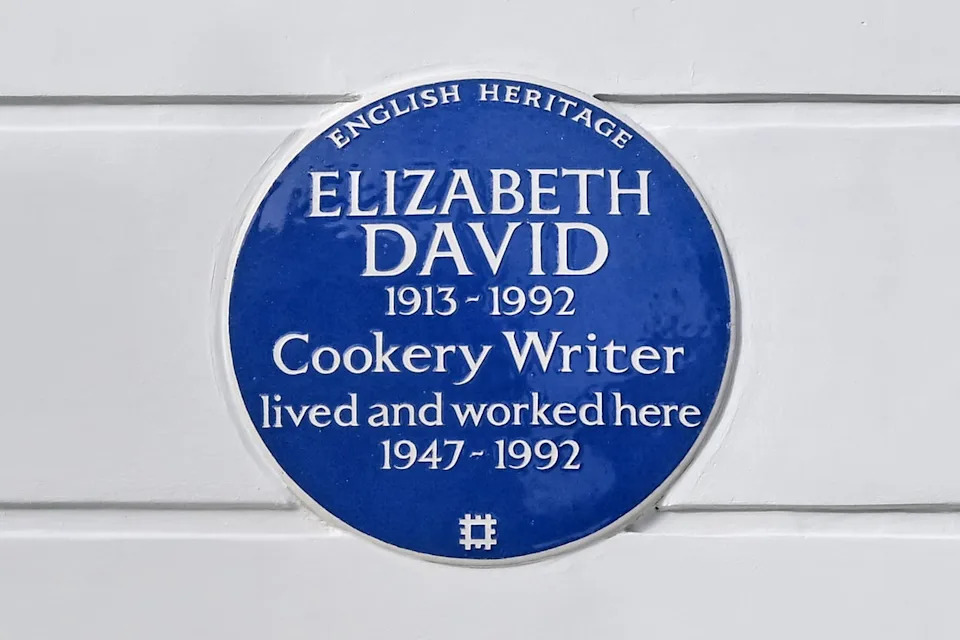 ENGLISH HERITAGE
ELIZABETH
DAVID
1913 - 1992
Cookery Writer
lived and worked here
1947 - 1992